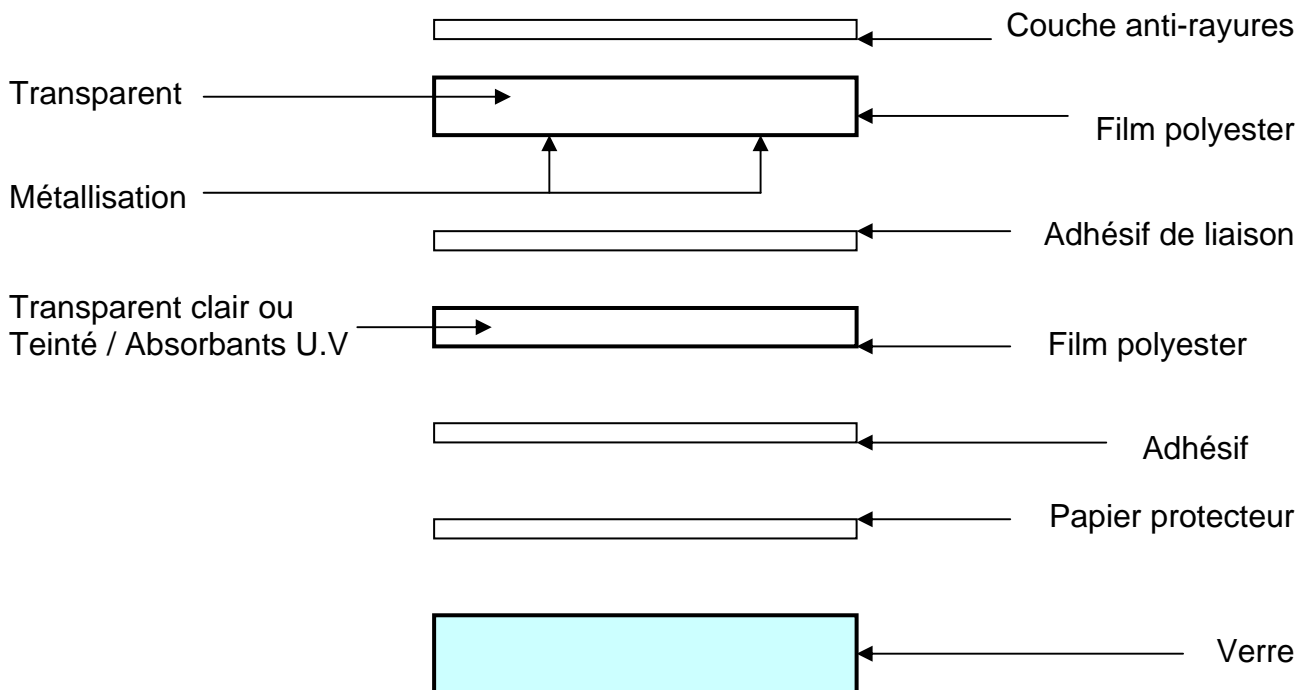 Couche anti-rayures
Transparent
Film polyester
Métallisation
Adhésif de liaison
Transparent clair ou
Teinté / Absorbants U.V
Film polyester
Adhésif
Papier protecteur
Verre